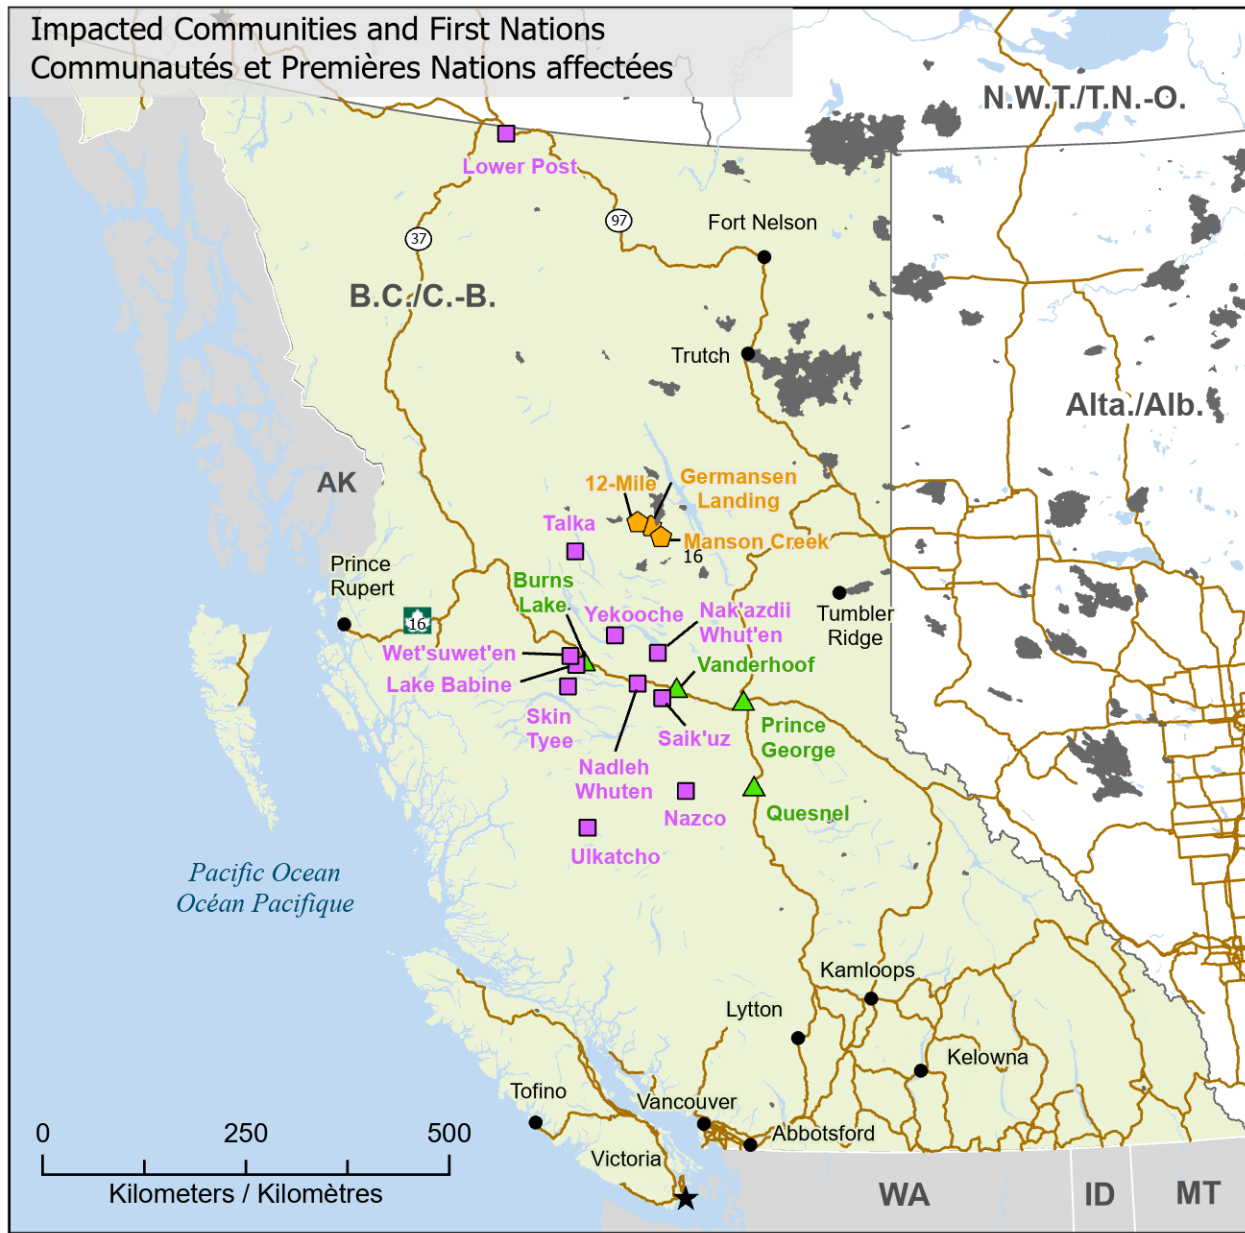 Impacted Communities and First Nations
Communautés et Premières Nations affectées
N.W.T./T.N.-O.
Lower Post
97
Fort Nelson
37
B.C./C.-B.
Trutch
Alta./Alb.
AK
12-Mile
Germansen
Landing
Talka
Manson Creek
16
Prince
Rupert
Burns
Lake
Yekooche
Nak'azdii
Whut'en
Tumbler
Ridge
16
Wet'suwet'en
Vanderhoof
Lake Babine
Skin
Tyee
Saik'uz
Prince
George
Nadleh
Whuten
Nazco
Quesnel
Ulkatcho
Pacific Ocean
Océan Pacifique
Kamloops
Lytton
Kelowna
Tofino
Vancouver
Abbotsford
Victoria
0 250 500
Kilometers / Kilomètres
WA
ID
MT